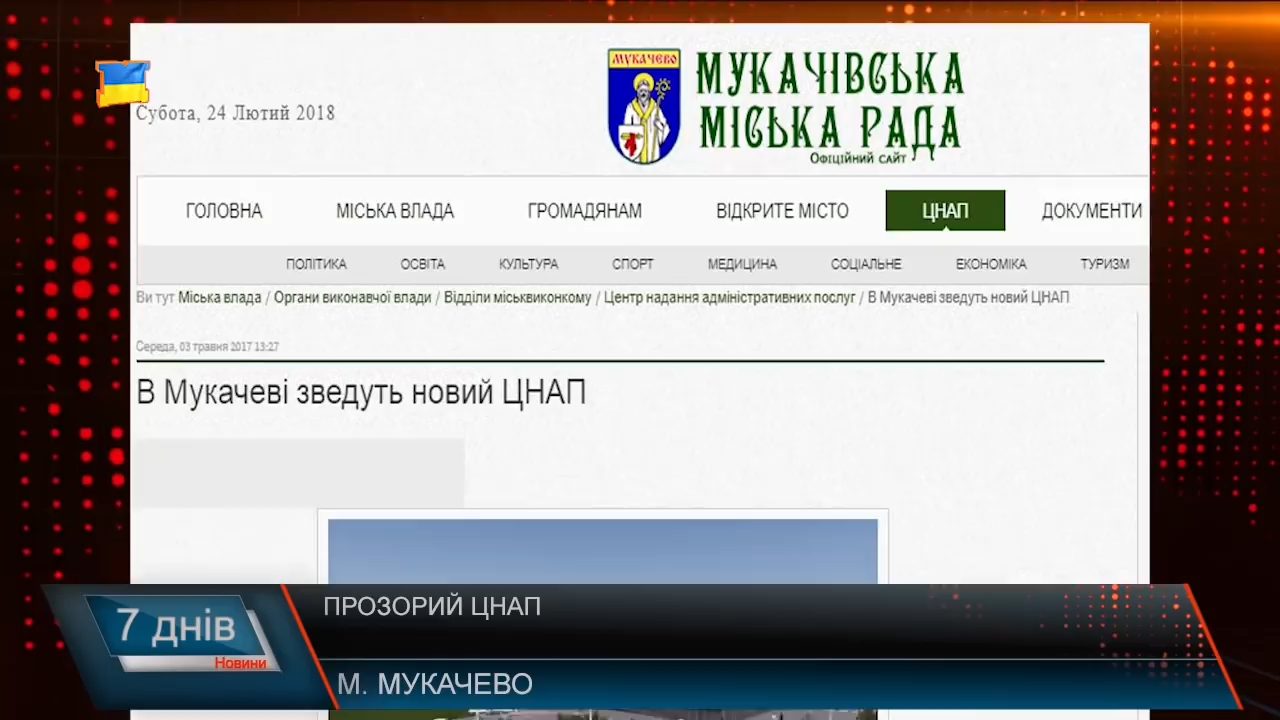 Субота, 24 Лютий 2018
МУКАЧЕВО
МУКАЧІВСЬКА
МІСЬКА РАДА
Офіційний сайт
ГОЛОВНА МІСЬКА ВЛАДА ГРОМАДЯНАМ ВІДКРИТЕ МІСТО ЦНАП ДОКУМЕНТИ
ПОЛІТИКА ОСВІТА КУЛЬТУРА СПОРТ МЕДИЦИНА СОЦІАЛЬНЕ ЕКОНОМІКА ТУРИЗМ
Ви тут Міська влада / Органи виконавчої влади / Відділи міськвиконкому / Центр надання адміністративних послуг / В Мукачеві зведуть новий ЦНАП
Середа, 03 травня 2017 13:27
В Мукачеві зведуть новий ЦНАП
7 днів
Новини
ПРОЗОРИЙ ЦНАП
М. МУКАЧЕВО